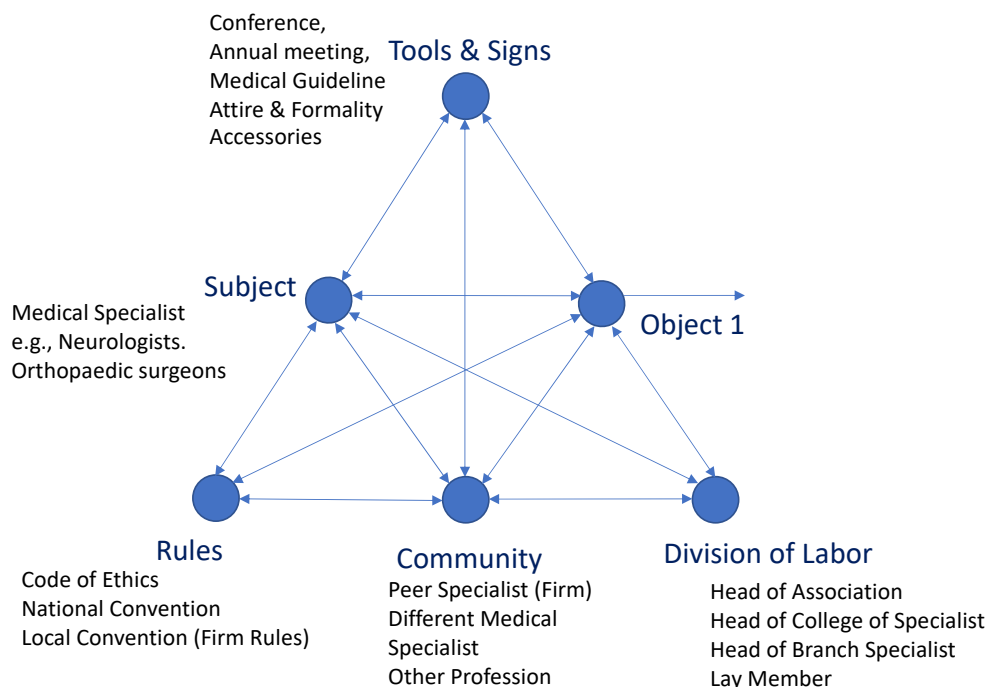 Conference,
Annual meeting,
Medical Guideline
Attire & Formality
Accessories
Tools & Signs
Subject
Medical Specialist
e.g., Neurologists.
Orthopaedic surgeons
Object 1
Rules
Code of Ethics
National Convention
Local Convention (Firm Rules)
Community
Peer Specialist (Firm)
Different Medical
Specialist
Other Profession
Division of Labor
Head of Association
Head of College of Specialist
Head of Branch Specialist
Lay Member